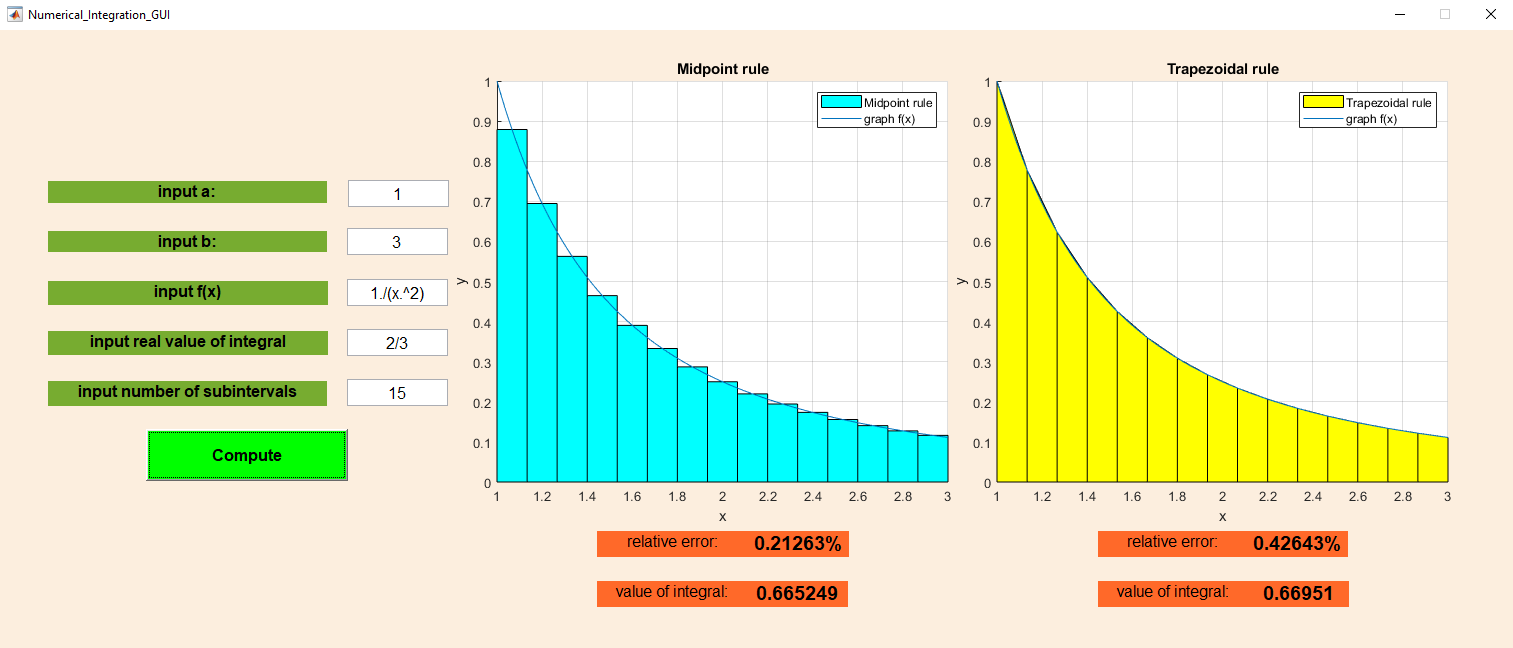 Numerical_Integration_GUI
input a:
1
input b:
3
input f(x)
1./(x.^2)
input real value of integral
2/3
input number of subintervals
15
Compute
Midpoint rule
Midpoint rule
graph f(x)
1
0.9
0.8
0.7
0.6
0.5
0.4
0.3
0.2
0.1
0
y
1 1.2 1.4 1.6 1.8 2 2.2 2.4 2.6 2.8 3
x
relative error: 0.21263%
value of integral: 0.665249
Trapezoidal rule
Trapezoidal rule
graph f(x)
1
0.9
0.8
0.7
0.6
0.5
0.4
0.3
0.2
0.1
0
y
1 1.2 1.4 1.6 1.8 2 2.2 2.4 2.6 2.8 3
x
relative error: 0.42643%
value of integral: 0.66951